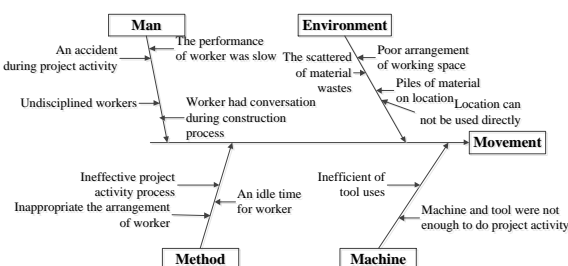 Man
Environment
An accident
during project activity
The performance
of worker was slow
Undisciplined workers
Worker had conversation
during construction
process
The scattered
of material
wastes
Poor arrangement
of working space
Piles of material
on location
Location can
not be used directly
Movement
Ineffective project
activity process
Inappropriate the arrangement
of worker
An idle time
for worker
Inefficient of
tool uses
Machine and tool were not
enough to do project activity
Method
Machine